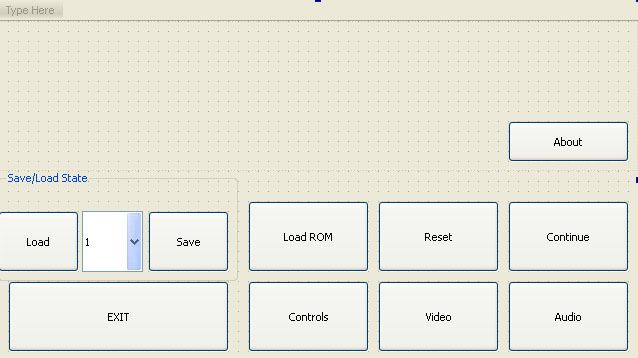 Type Here
About
Save/Load State
Load
1
Save
Load ROM
Reset
Continue
EXIT
Controls
Video
Audio